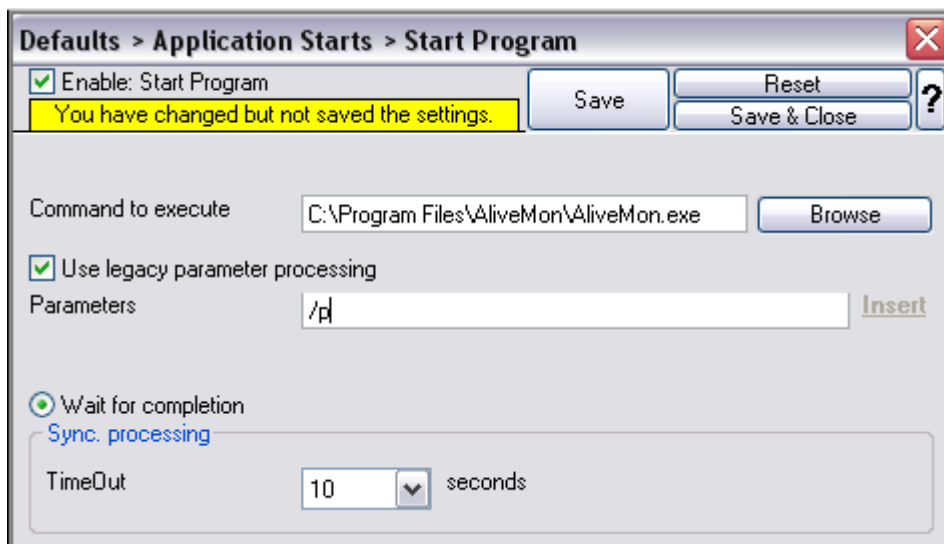 Defaults > Application Starts > Start Program
Enable: Start Program
You have changed but not saved the settings.
Save
Reset
Save & Close
?
Command to execute
C:\Program Files\AliveMon\AliveMon.exe
Browse
Use legacy parameter processing
Parameters
/p
Insert
Wait for completion
Sync. processing
TimeOut
10
seconds